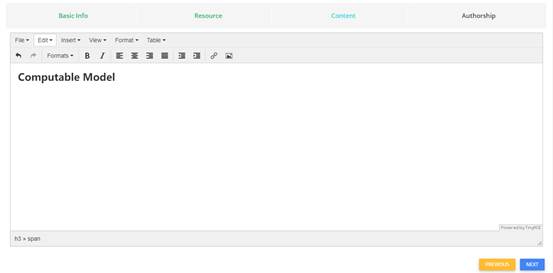 Basic Info Resource Content Authorship
File Edit Insert View Format Table
Formats B I
Computable Model
Powered by TinyMCE
h3 » span
PREVIOUS NEXT